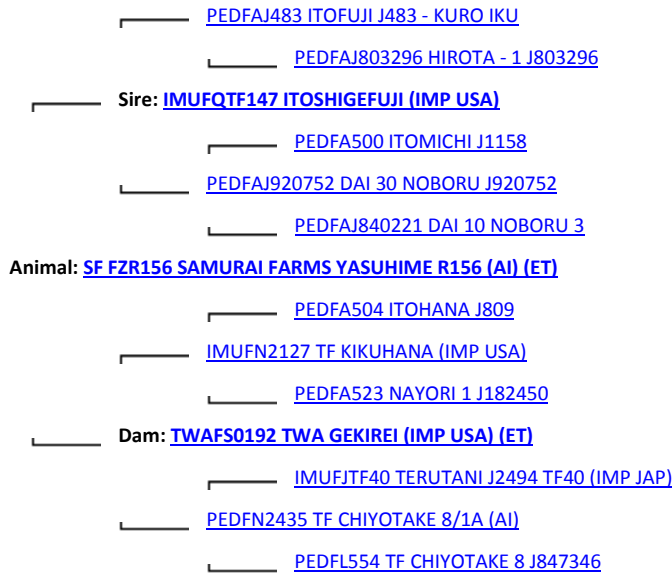 PEDFAJ483 ITOFUJI J483 - KURO IKU
PEDFAJ803296 HIROTA - 1 J803296
Sire: IMUFQTF147 ITOSHIGEFUJI (IMP USA)
PEDFA500 ITOMICHI J1158
PEDFAJ920752 DAI 30 NOBORU J920752
PEDFAJ840221 DAI 10 NOBORU 3
Animal: SF FZR156 SAMURAI FARMS YASUHIME R156 (AI) (ET)
PEDFA504 ITOHANA J809
IMUFN2127 TF KIKUHANA (IMP USA)
PEDFA523 NAYORI 1 J182450
Dam: TWAFS0192 TWA GEKIREI (IMP USA) (ET)
IMUFJTF40 TERUTANI J2494 TF40 (IMP JAP)
PEDFN2435 TF CHIYOTAKE 8/1A (AI)
PEDFL554 TF CHIYOTAKE 8 J847346